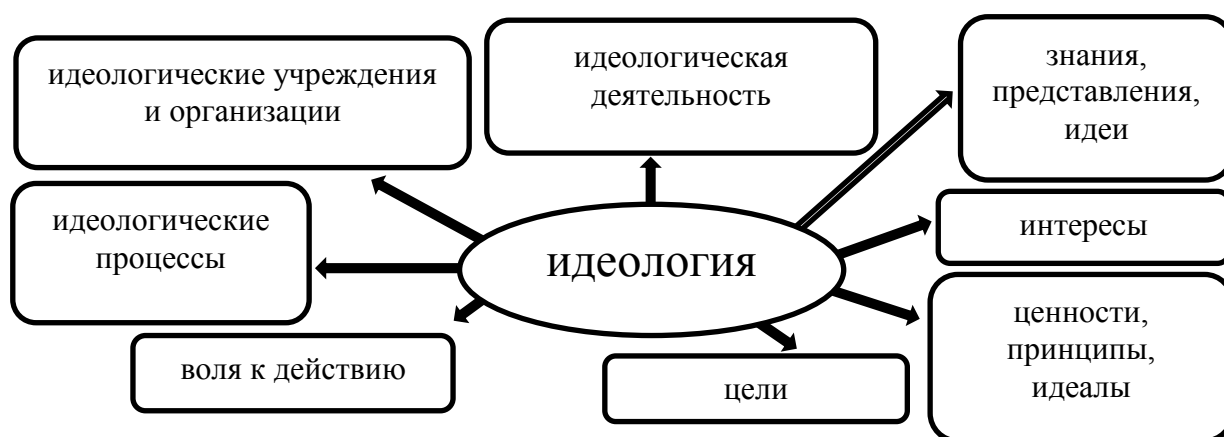 идеологические учреждения
и организации
идеологическая
деятельность
знания,
представления,
идеи
идеологические
процессы
идеология
интересы
воля к действию
цели
ценности,
принципы,
идеалы